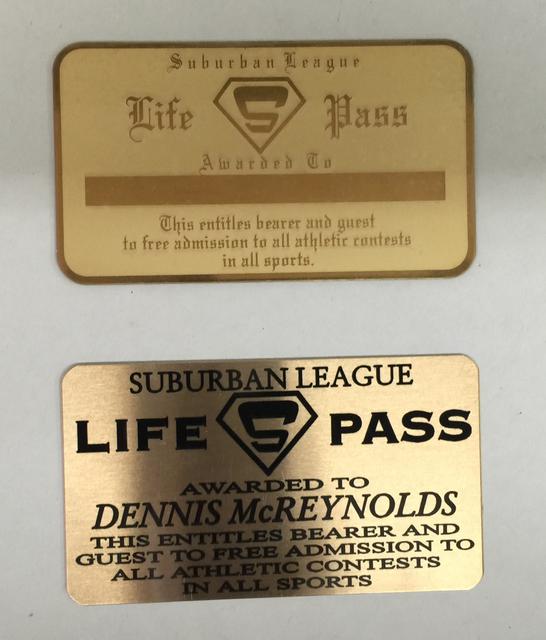 Suburban League
Life S Pass
Awarded To
This entitles bearer and guest
to free admission to all athletic contests
in all sports.
SUBURBAN LEAGUE
LIFE S PASS
AWARDED TO
DENNIS McREYNOLDS
THIS ENTITLES BEARER AND
GUEST TO FREE ADMISSION TO
ALL ATHLETIC CONTESTS
IN ALL SPORTS